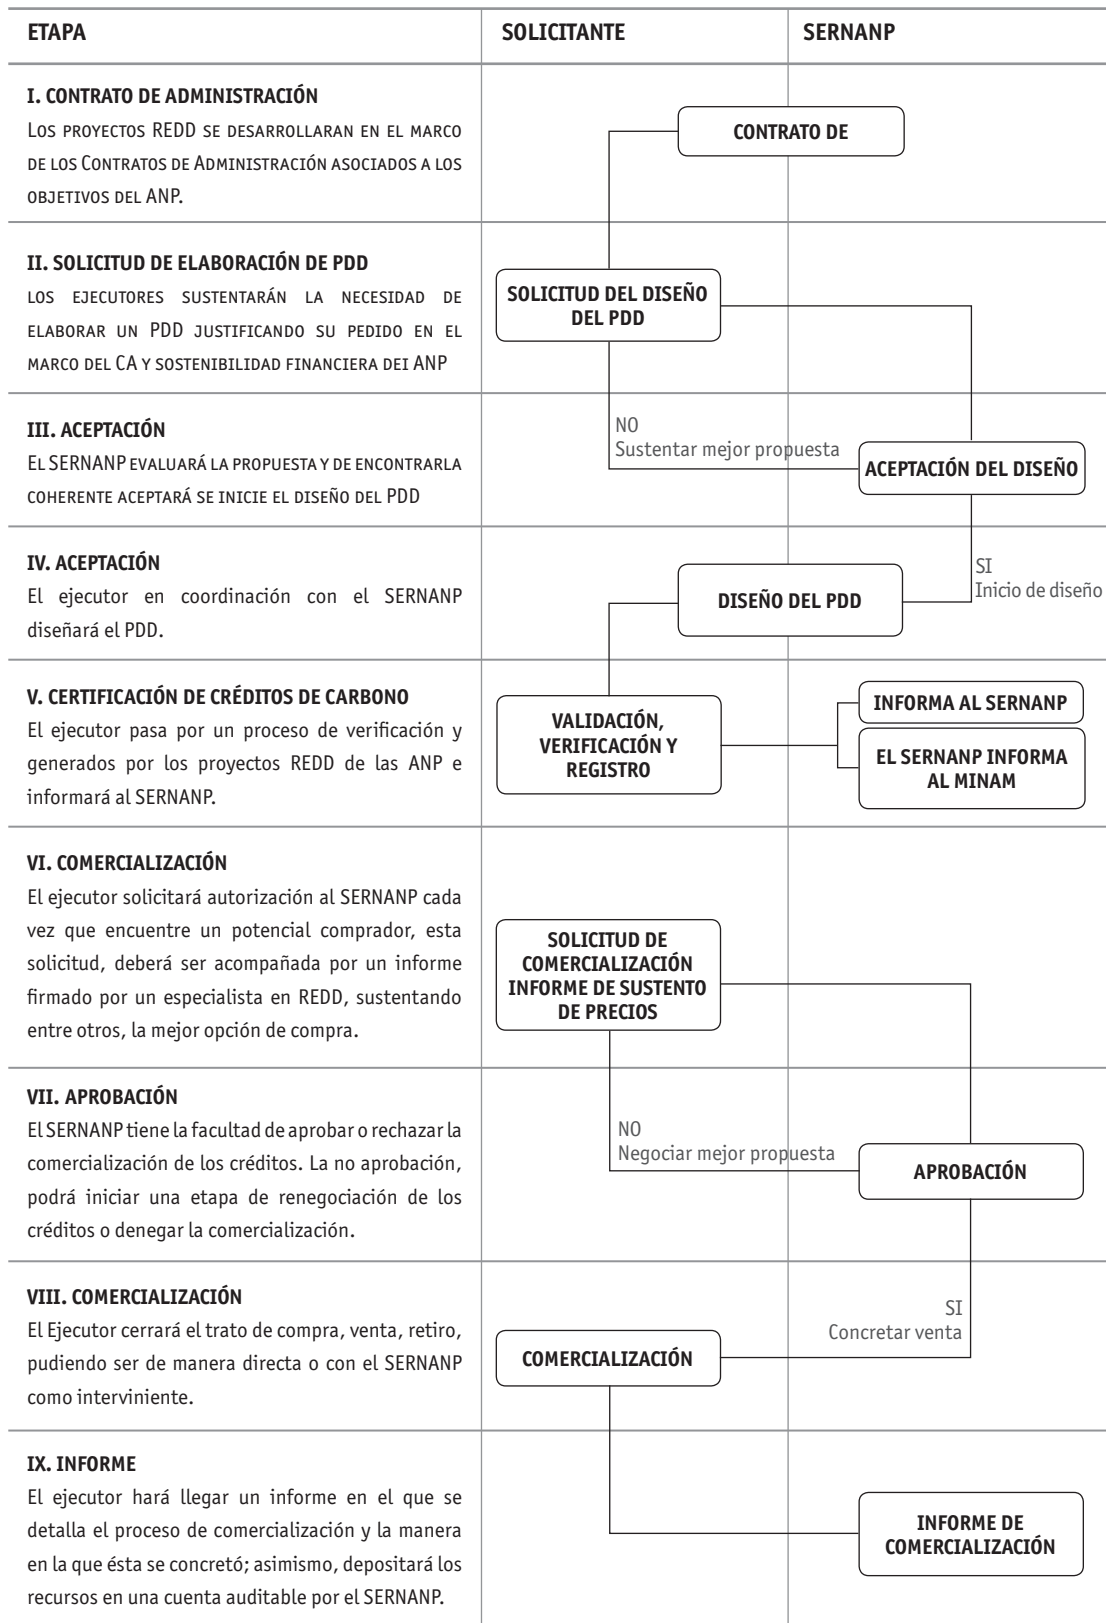 ETAPA
SOLICITANTE
SERNANP
I. CONTRATO DE ADMINISTRACIÓN
Los proyectos REDD se desarrollaran en el marco
de los Contratos de Administración asociados a los
objetivos del ANP.
CONTRATO DE
II. SOLICITUD DE ELABORACIÓN DE PDD
los ejecutores sustentarán la necesidad de
elaborar un PDD justificando su pedido en el
marco del CA y sostenibilidad financiera dei ANP
SOLICITUD DEL DISEÑO
DEL PDD
III. ACEPTACIÓN
El SERNANP evaluará la propuesta y de encontrarla
coherente aceptará se inicie el diseño del PDD
NO
Sustentar mejor propuesta
ACEPTACIÓN DEL DISEÑO
IV. ACEPTACIÓN
El ejecutor en coordinación con el SERNANP
diseñará el PDD.
DISEÑO DEL PDD
SI
Inicio de diseño
V. CERTIFICACIÓN DE CRÉDITOS DE CARBONO
El ejecutor pasa por un proceso de verificación y
generados por los proyectos REDD de las ANP e
informará al SERNANP.
VALIDACIÓN,
VERIFICACIÓN Y
REGISTRO
INFORMA AL SERNANP
EL SERNANP INFORMA
AL MINAM
VI. COMERCIALIZACIÓN
El ejecutor solicitará autorización al SERNANP cada
vez que encuentre un potencial comprador, esta
solicitud, deberá ser acompañada por un informe
firmado por un especialista en REDD, sustentando
entre otros, la mejor opción de compra.
SOLICITUD DE
COMERCIALIZACIÓN
INFORME DE SUSTENTO
DE PRECIOS
VII. APROBACIÓN
El SERNANP tiene la facultad de aprobar o rechazar la
comercialización de los créditos. La no aprobación,
podrá iniciar una etapa de renegociación de los
créditos o denegar la comercialización.
NO
Negociar mejor propuesta
APROBACIÓN
VIII. COMERCIALIZACIÓN
El Ejecutor cerrará el trato de compra, venta, retiro,
pudiendo ser de manera directa o con el SERNANP
como interviniente.
COMERCIALIZACIÓN
SI
Concretar venta
IX. INFORME
El ejecutor hará llegar un informe en el que se
detalla el proceso de comercialización y la manera
en la que ésta se concretó; asimismo, depositará los
recursos en una cuenta auditable por el SERNANP.
INFORME DE
COMERCIALIZACIÓN